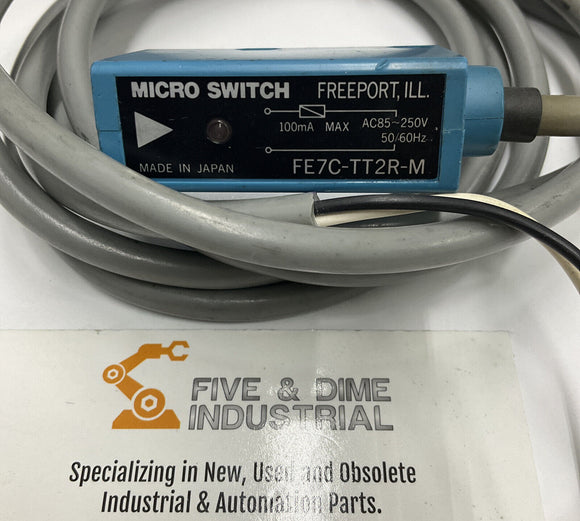 MICRO SWITCH FREEPORT, ILL.
100mA MAX AC85~250V
50/60Hz
MADE IN JAPAN FE7C-TT2R-M
FIVE & DIME
INDUSTRIAL
Specializing in New, Used and Obsolete
Industrial & Automation Parts.